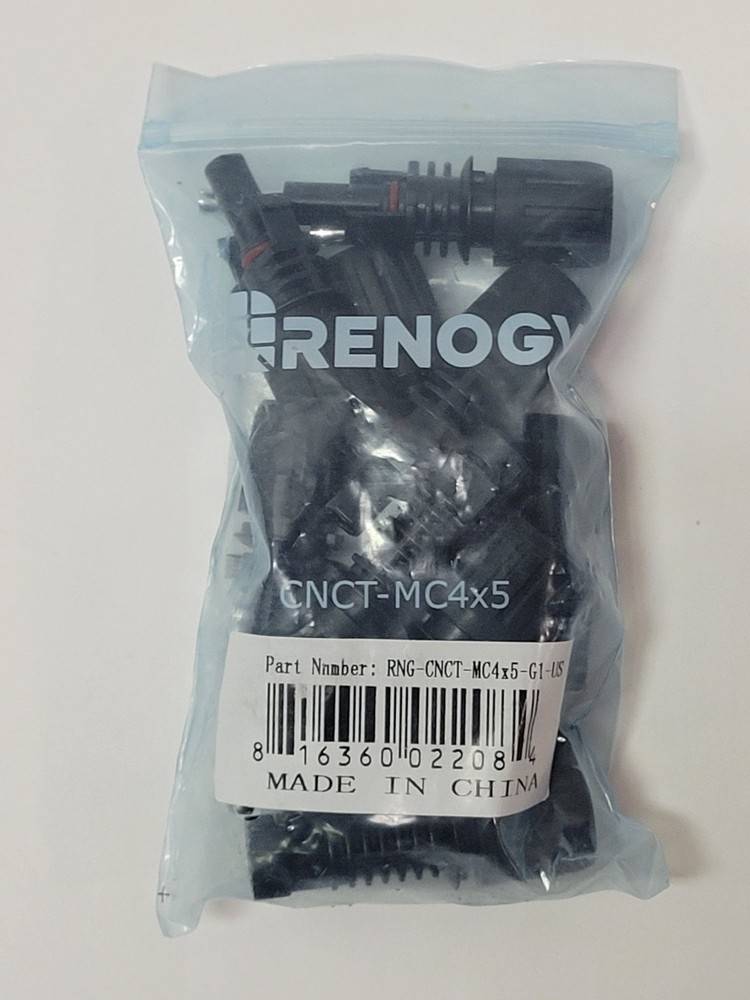 RENOGY
CNCT-MC4x5
Part Nnmber: RNG-CNCT-MC4x5-G1-US
8 16360 02208 4
MADE IN CHINA